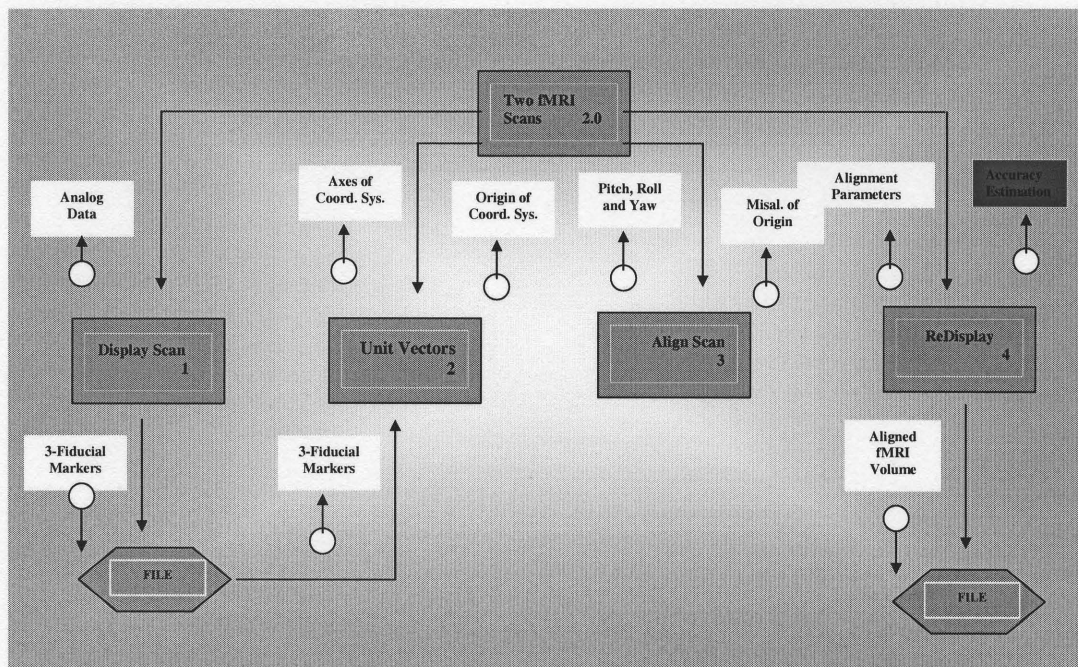 Two fMRI
Scans 2.0
Analog
Data
Axes of
Coord. Sys.
Origin of
Coord. Sys.
Pitch, Roll
and Yaw
Misal. of
Origin
Alignment
Parameters
Accuracy
Estimation
Display Scan
1
Unit Vectors
2
Align Scan
3
ReDisplay
4
3-Fiducial
Markers
3-Fiducial
Markers
Aligned
fMRI
Volume
FILE
FILE